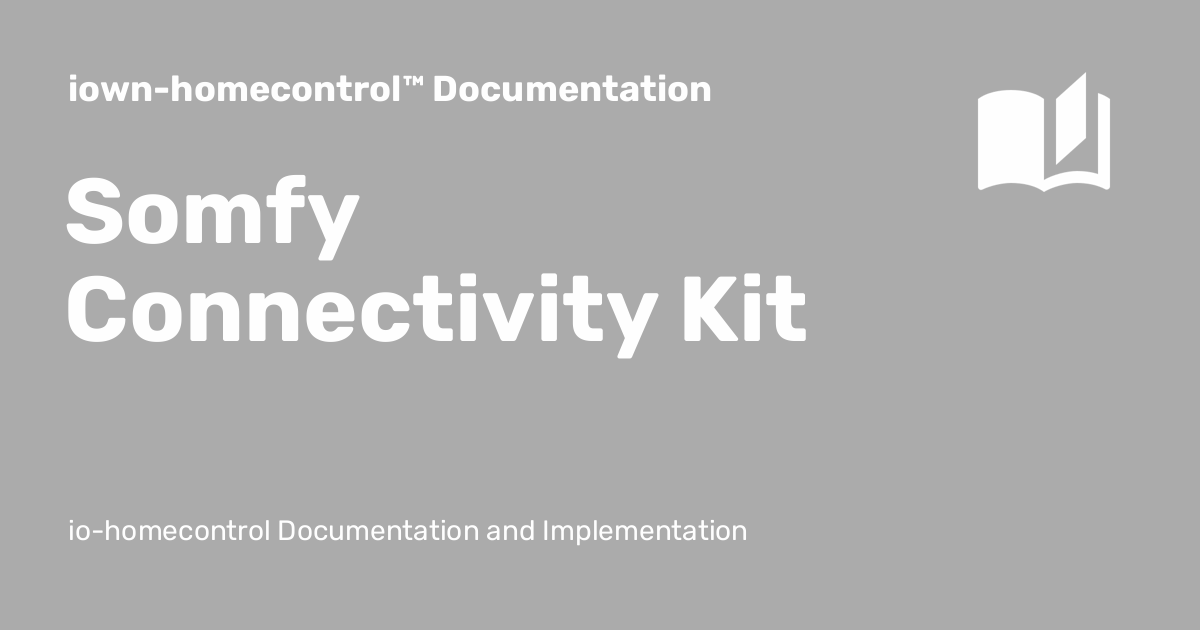 iown-homecontrol™ Documentation
Somfy
Connectivity Kit
io-homecontrol Documentation and Implementation